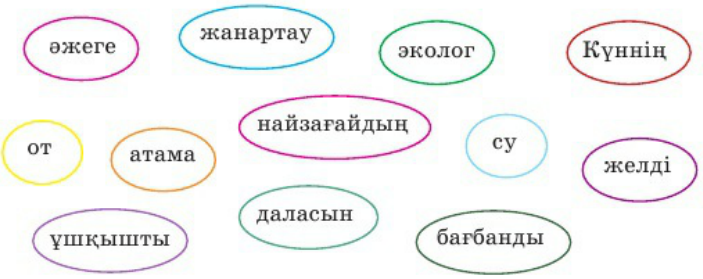 әжеге
жанартау
эколог
Күннің
от
атама
найзағайдың
су
желді
ұшқышты
даласын
бағбанды